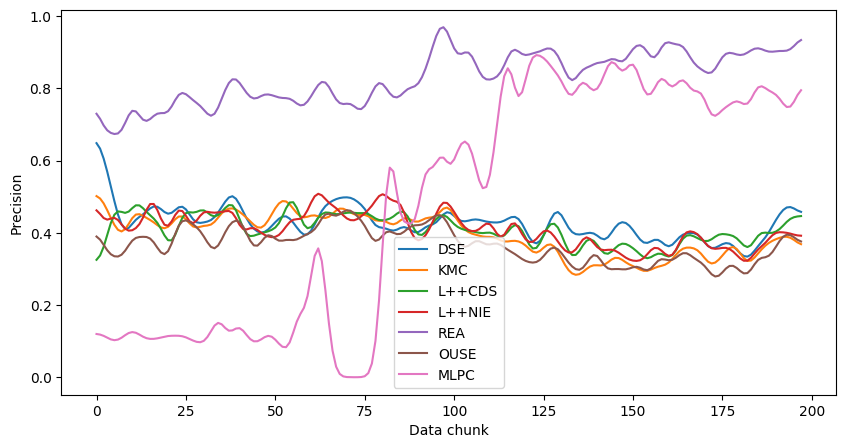 1.0
0.8
0.6
0.4
0.2
0.0
Precision
DSE
KMC
L++CDS
L++NIE
REA
OUSE
MLPC
0 25 50 75 100 125 150 175 200
Data chunk